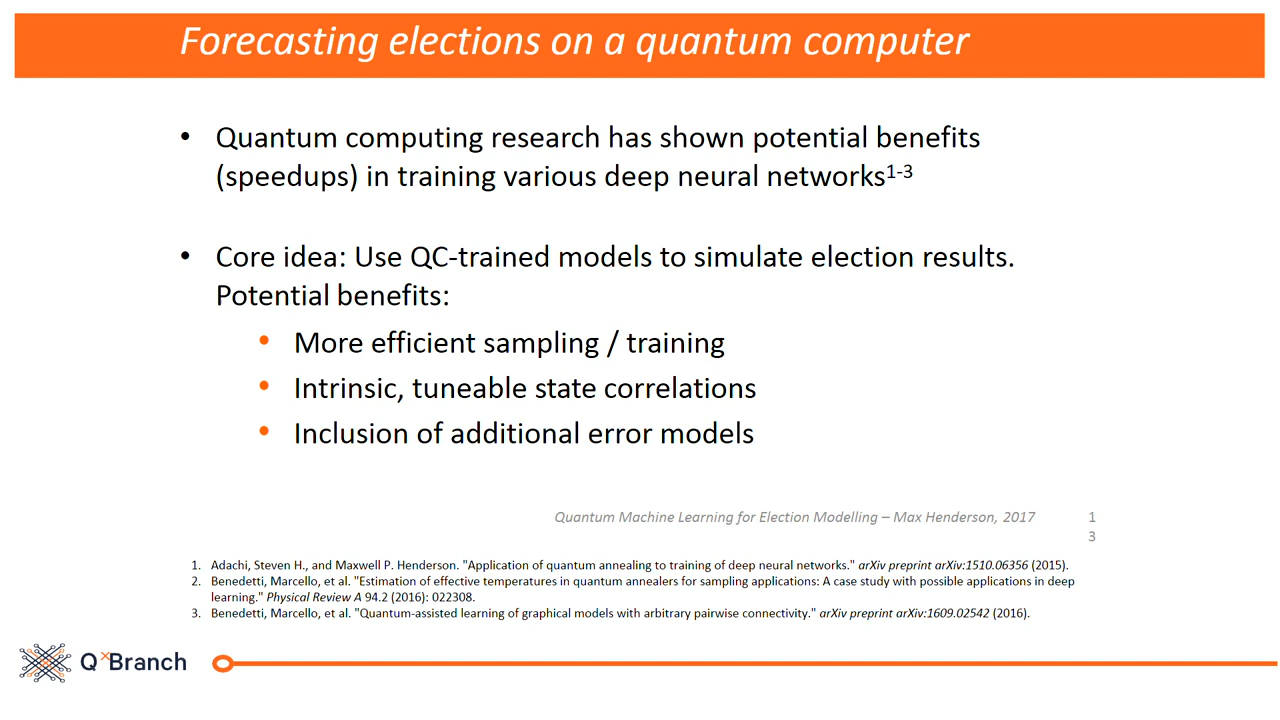 Forecasting elections on a quantum computer
• Quantum computing research has shown potential benefits
(speedups) in training various deep neural networks1-3
• Core idea: Use QC-trained models to simulate election results.
Potential benefits:
• More efficient sampling / training
• Intrinsic, tuneable state correlations
• Inclusion of additional error models
Quantum Machine Learning for Election Modelling – Max Henderson, 2017
1
3
1. Adachi, Steven H., and Maxwell P. Henderson. "Application of quantum annealing to training of deep neural networks." arXiv preprint arXiv:1510.06356 (2015).
2. Benedetti, Marcello, et al. "Estimation of effective temperatures in quantum annealers for sampling applications: A case study with possible applications in deep
learning." Physical Review A 94.2 (2016): 022308.
3. Benedetti, Marcello, et al. "Quantum-assisted learning of graphical models with arbitrary pairwise connectivity." arXiv preprint arXiv:1609.02542 (2016).
QxBranch